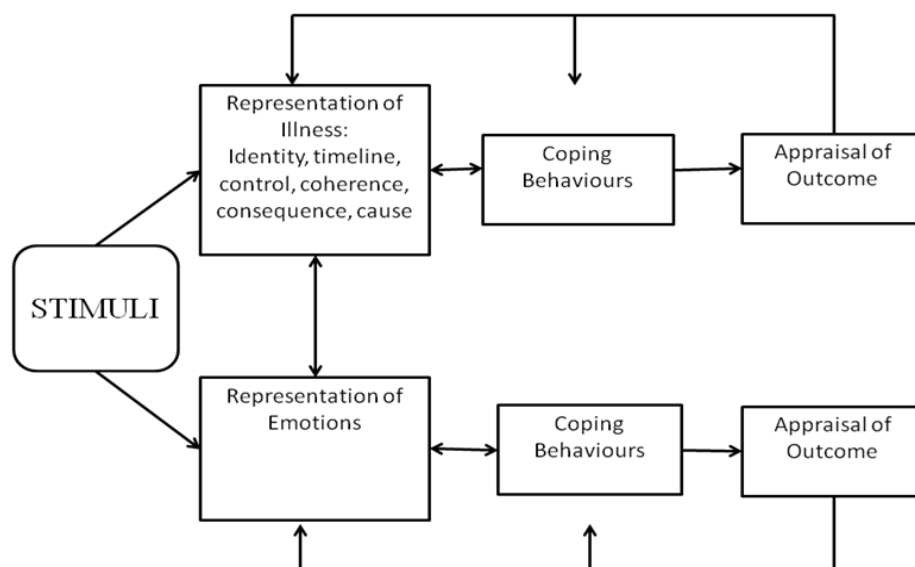 Representation of
Illness:
Identity, timeline,
control, coherence,
consequence, cause
Coping
Behaviours
Appraisal of
Outcome
STIMULI
Representation of
Emotions
Coping
Behaviours
Appraisal of
Outcome